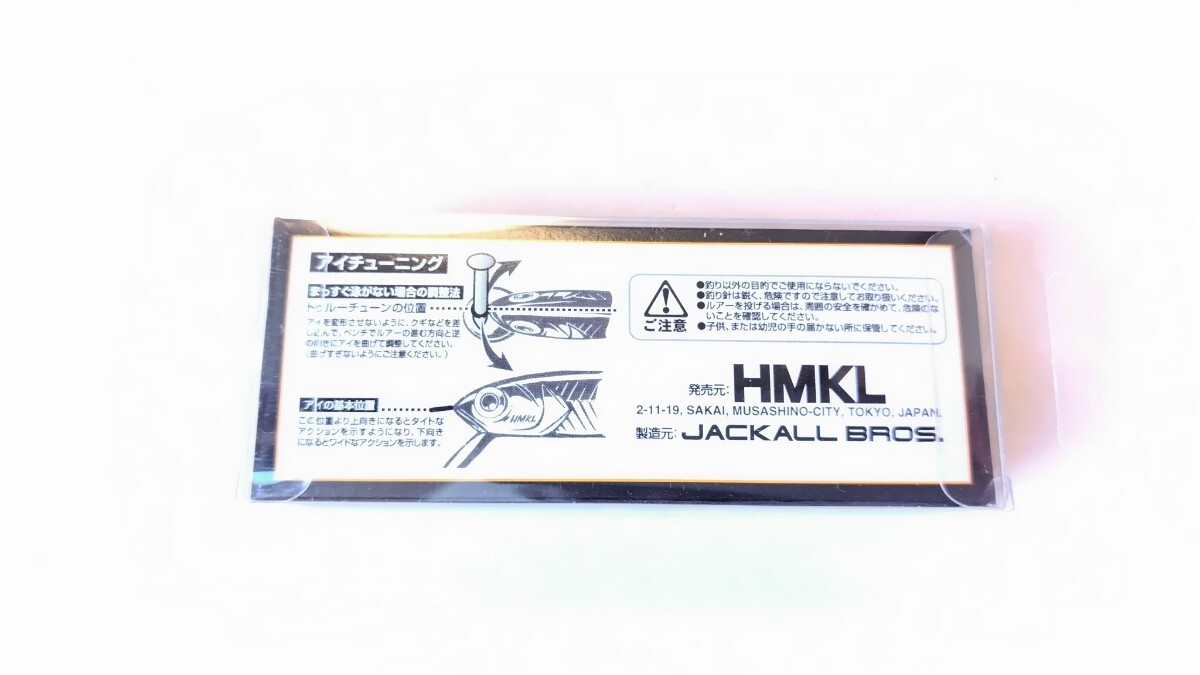 アイチューニング
まっすぐ泳がない場合の調整法
トゥルーチューンの位置
アイを変形させないように、クギなどを差
し込んで、ペンチでルアーの進む方向と逆
の向きにアイを曲げて調整してください。
(曲げすぎないようにご注意ください。)
アイの基本位置
この位置より上向きになるとタイトな
アクションを示すようになり、下向き
になるとワイドなアクションを示します。
HMKL
ご注意
●釣り以外の目的でご使用にならないでください。
●釣り針は鋭く、危険ですので注意してお取り扱いください。
●ルアーを投げる場合は、周囲の安全を確かめて、危険のな
いことを確認してください。
●子供、または幼児の手の届かない所に保管してください。
発売元: HMKL
2-11-19, SAKAI, MUSASHINO-CITY, TOKYO, JAPAN.
製造元: JACKALL BROS.